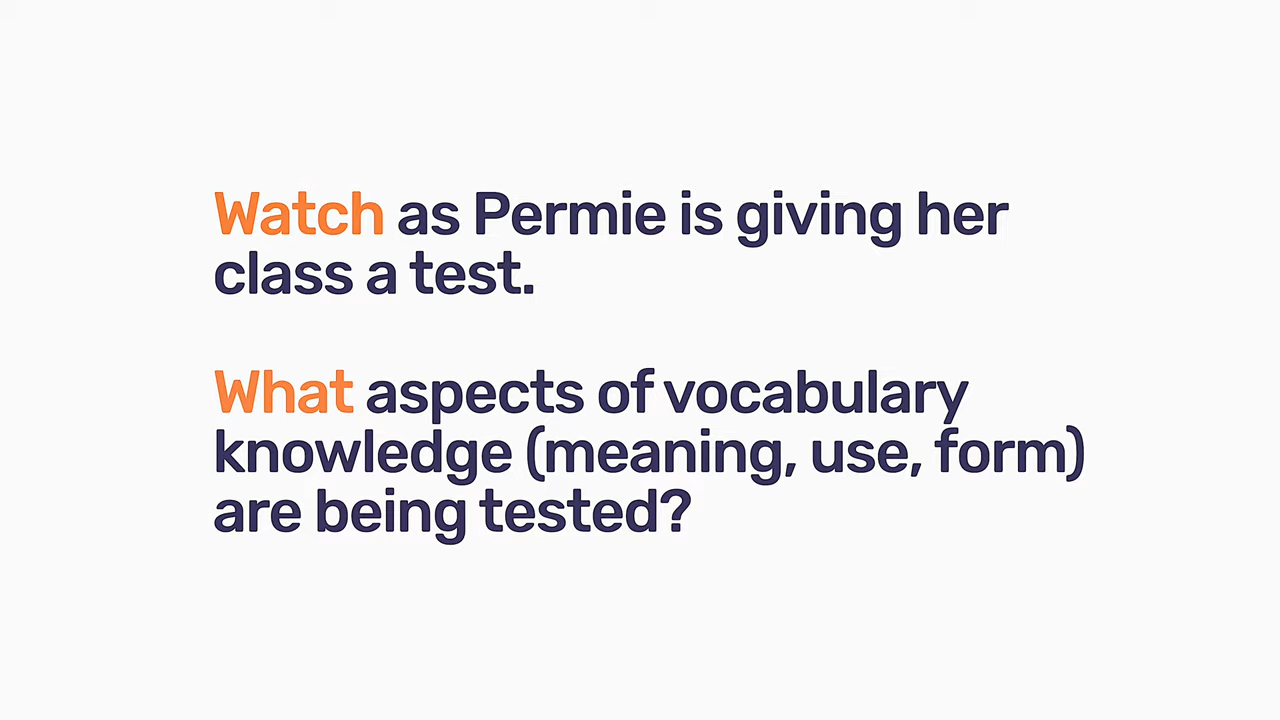 Watch as Permie is giving her
class a test.
What aspects of vocabulary
knowledge (meaning, use, form)
are being tested?